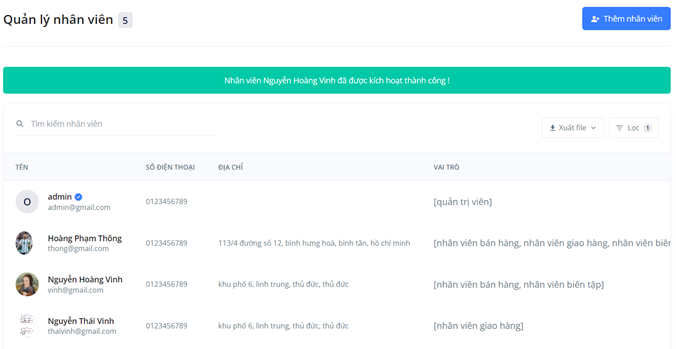 Quản lý nhân viên 5
Thêm nhân viên
Nhân viên Nguyễn Hoàng Vinh đã được kích hoạt thành công !
Tìm kiếm nhân viên
Xuất file
Lọc 1
TÊN SỐ ĐIỆN THOẠI ĐỊA CHỈ VAI TRÒ
O
admin
admin@gmail.com
0123456789
[quản trị viên]
Hoàng Phạm Thông
thong@gmail.com
0123456789
113/4 đường số 12, bình hưng hoà, bình tân, hồ chí minh
[nhân viên bán hàng, nhân viên giao hàng, nhân viên biên
Nguyễn Hoàng Vinh
vinh@gmail.com
0123456789
khu phố 6, linh trung, thủ đức, thủ đức
[nhân viên bán hàng, nhân viên biên tập]
Nguyễn Thái Vinh
thaivinh@gmail.com
0123456789
khu phố 6, linh trung, thủ đức, thủ đức
[nhân viên giao hàng]